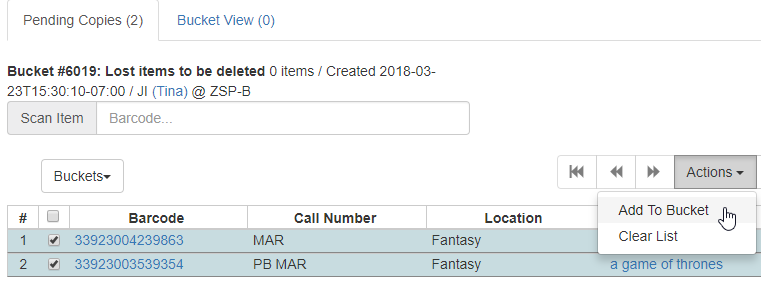 Pending Copies (2) Bucket View (0)
Bucket #6019: Lost items to be deleted 0 items / Created 2018-03-
23T15:30:10-07:00 / JI (Tina) @ ZSP-B
Scan Item Barcode...
Buckets Actions
Add To Bucket
Clear List
# Barcode Call Number Location
1 33923004239863 MAR Fantasy
2 33923003539354 PB MAR Fantasy a game of thrones